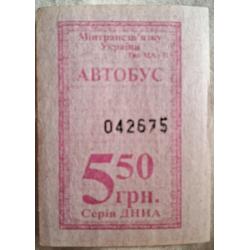 Мінтрансзв'язку
України
АВТОБУС
042675
5 50
грн.
Серія ДНИА